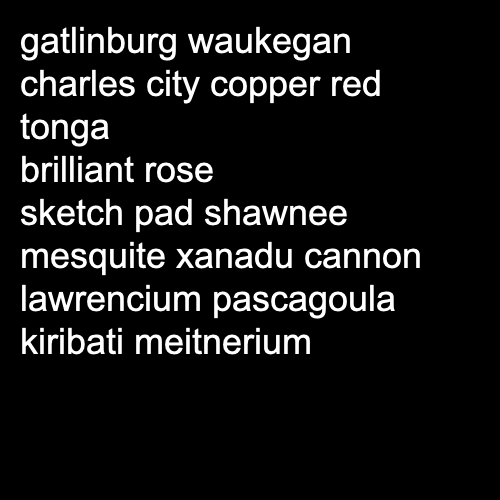 gatlinburg waukegan
charles city copper red
tonga
brilliant rose
sketch pad shawnee
mesquite xanadu cannon
lawrencium pascagoula
kiribati meitnerium